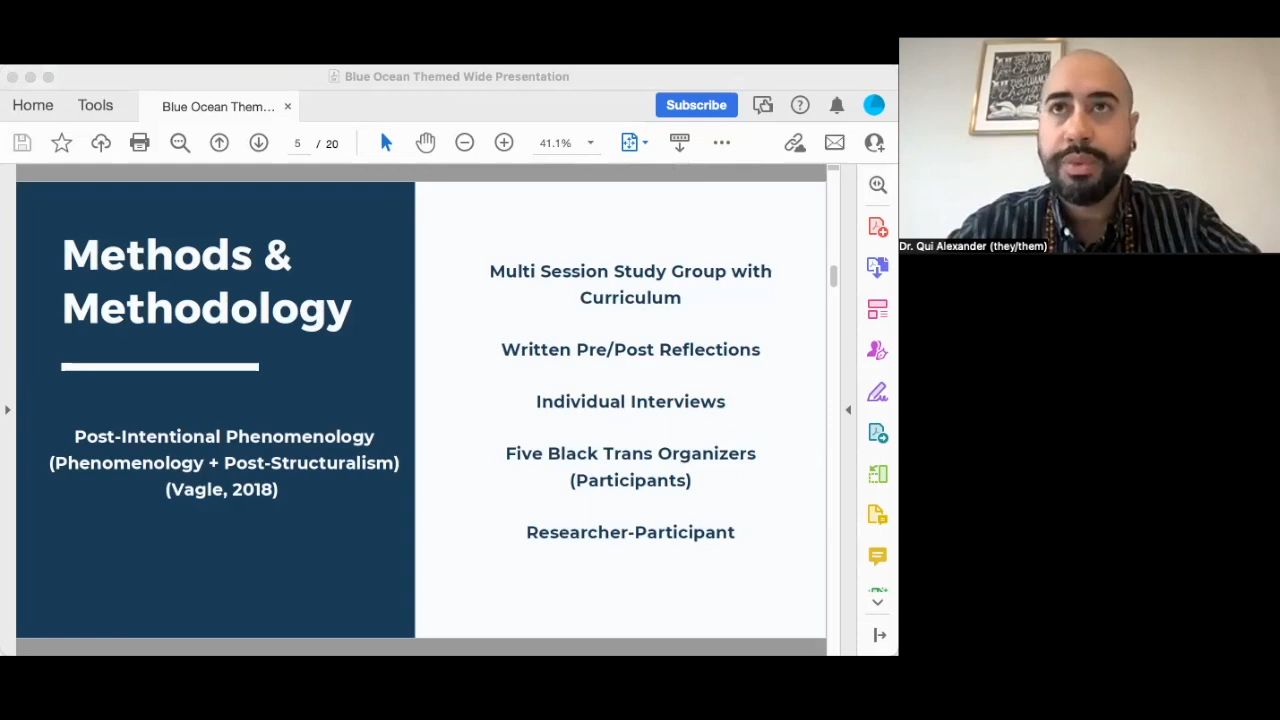 Blue Ocean Themed Wide Presentation
Home
Tools
Blue Ocean Them...
Subscribe
5 / 20
41.1%
Methods &
Methodology
Post-Intentional Phenomenology
(Phenomenology + Post-Structuralism)
(Vagle, 2018)
Multi Session Study Group with
Curriculum
Written Pre/Post Reflections
Individual Interviews
Five Black Trans Organizers
(Participants)
Researcher-Participant
Dr. Qui Alexander (they/them)